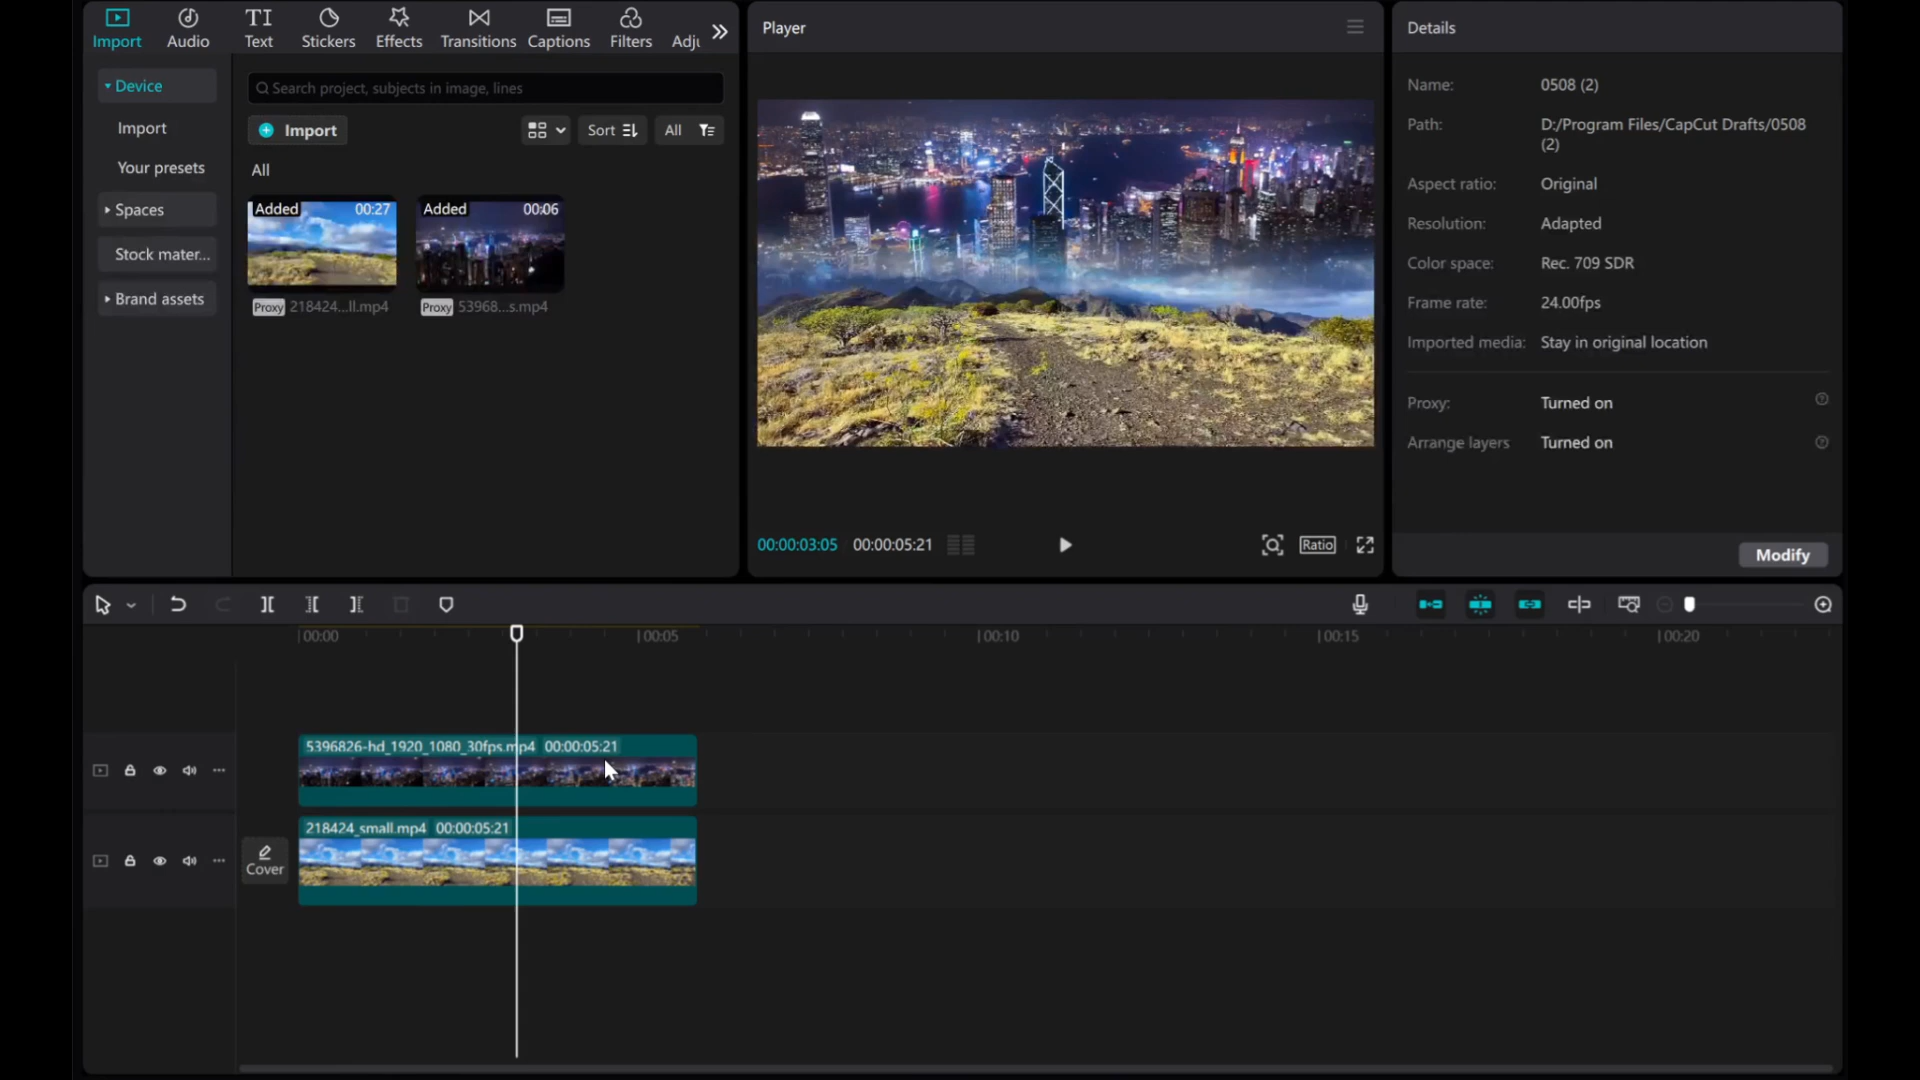 Import
Audio
Text
Stickers
Effects
Transitions
Captions
Filters
Adju
Player
Details
Device
Import
Your presets
Spaces
Stock mater...
Brand assets
Search project, subjects in image, lines
Import
Sort
All
All
Added 00:27
Added 00:06
Proxy 218424...ll.mp4
Proxy 53968...s.mp4
00:00:03:05 00:00:05:21
Ratio
Name: 0508 (2)
Path: D:/Program Files/CapCut Drafts/0508
(2)
Aspect ratio: Original
Resolution: Adapted
Color space: Rec. 709 SDR
Frame rate: 24.00fps
Imported media: Stay in original location
Proxy: Turned on
Arrange layers Turned on
Modify
00:00
00:05
00:10
00:15
00:20
5396826-hd_1920_1080_30fps.mp4 00:00:05:21
218424_small.mp4 00:00:05:21
Cover